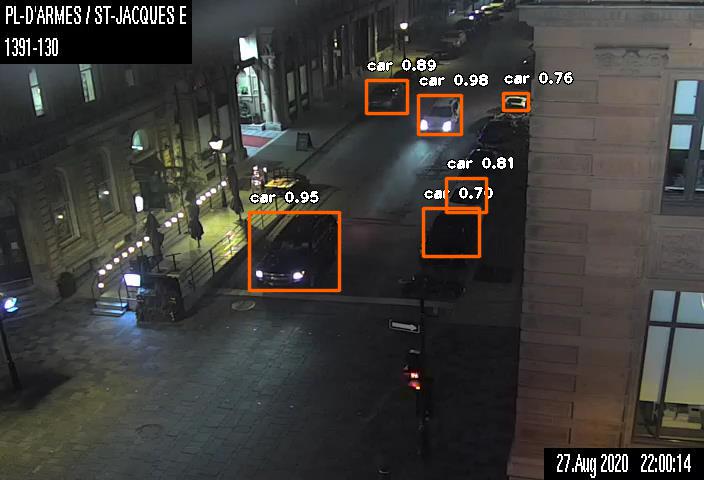 PL-D'ARMES / ST-JACQUES E
1391-130
car 0.89
car 0.98
car 0.76
car 0.81
car 0.70
car 0.95
27.Aug 2020 22:00:14